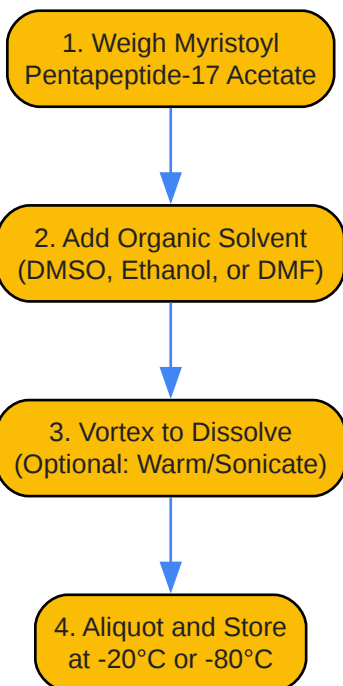 1. Weigh Myristoyl
Pentapeptide-17 Acetate
2. Add Organic Solvent
(DMSO, Ethanol, or DMF)
3. Vortex to Dissolve
(Optional: Warm/Sonicate)
4. Aliquot and Store
at -20°C or -80°C